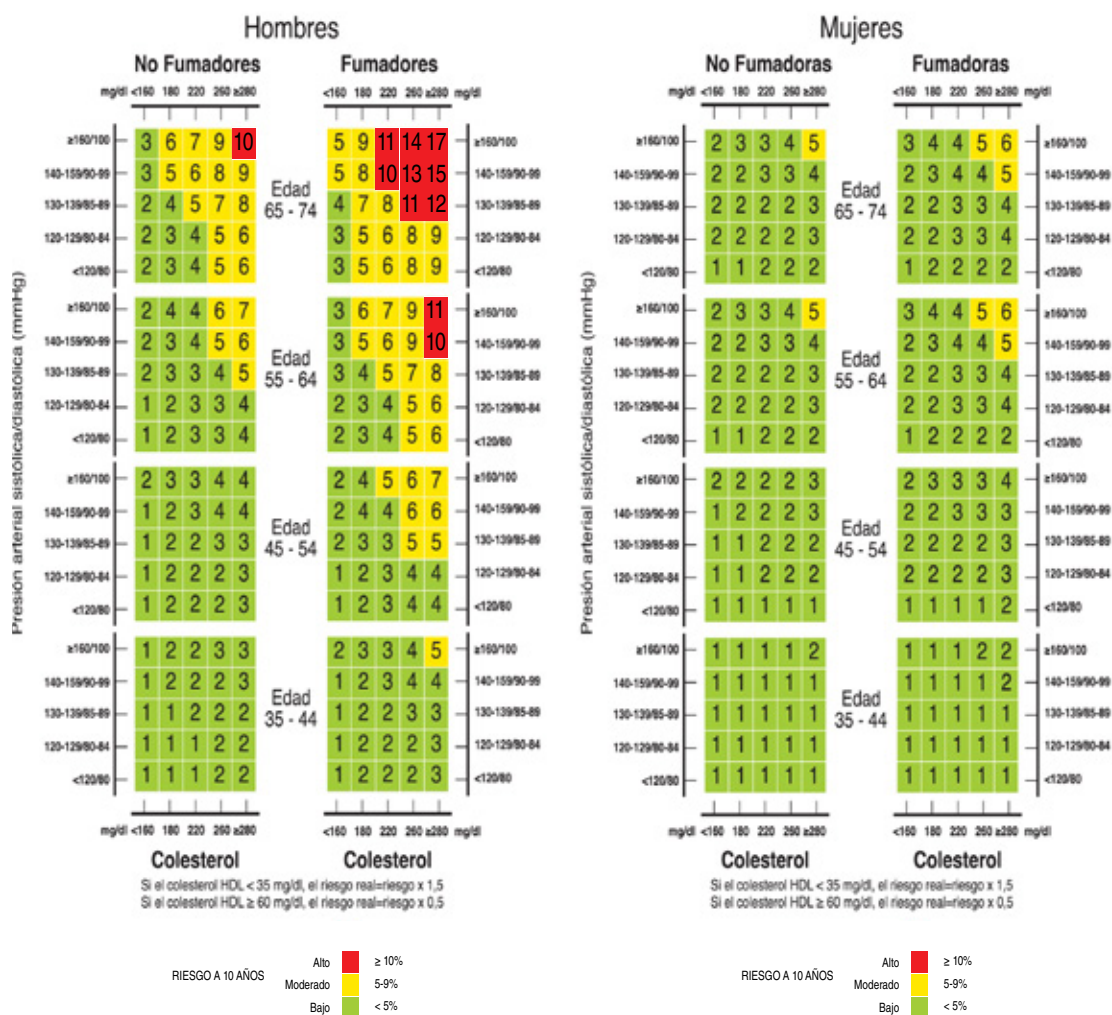 Hombres
Mujeres
No Fumadores
Fumadores
No Fumadoras
Fumadoras
mg/dl <160 180 220 260 ≥280
<160 180 220 260 ≥280 mg/dl
mg/dl <160 180 220 260 ≥280
<160 180 220 260 ≥280 mg/dl
Presión arterial sistólica/diastólica (mmHg)
Presión arterial sistólica/diastólica (mmHg)
≥160/100 3 6 7 9 10 5 9 11 14 17 ≥160/100
140-159/90-99 3 5 6 8 9 5 8 10 13 15 140-159/90-99
Edad
65 - 74
130-139/85-89 2 4 5 7 8 4 7 8 11 12 130-139/85-89
120-129/80-84 2 3 4 5 6 3 5 6 8 9 120-129/80-84
<120/80 2 3 4 5 6 3 5 6 8 9 <120/80
≥160/100 2 4 4 6 7 3 6 7 9 11 ≥160/100
140-159/90-99 2 3 4 5 6 3 5 6 9 10 140-159/90-99
Edad
55 - 64
130-139/85-89 2 3 3 4 5 3 4 5 7 8 130-139/85-89
120-129/80-84 1 2 3 3 4 2 3 4 5 6 120-129/80-84
<120/80 1 2 3 3 4 2 3 4 5 6 <120/80
≥160/100 2 3 3 4 4 2 4 5 6 7 ≥160/100
140-159/90-99 1 2 3 4 4 2 4 4 6 6 140-159/90-99
Edad
45 - 54
130-139/85-89 1 2 2 3 3 2 3 3 5 5 130-139/85-89
120-129/80-84 1 2 2 2 3 1 2 3 4 4 120-129/80-84
<120/80 1 2 2 2 3 1 2 3 4 4 <120/80
≥160/100 1 2 2 3 3 2 3 3 4 5 ≥160/100
140-159/90-99 1 2 2 2 3 1 2 3 4 4 140-159/90-99
Edad
35 - 44
130-139/85-89 1 1 2 2 2 1 2 2 3 3 130-139/85-89
120-129/80-84 1 1 1 2 2 1 2 2 2 3 120-129/80-84
<120/80 1 1 1 2 2 1 2 2 2 3 <120/80
≥160/100 2 3 3 4 5 3 4 4 5 6 ≥160/100
140-159/90-99 2 2 3 3 4 2 3 4 4 5 140-159/90-99
Edad
65 - 74
130-139/85-89 2 2 2 2 3 2 2 3 3 4 130-139/85-89
120-129/80-84 2 2 2 2 3 2 2 3 3 4 120-129/80-84
<120/80 1 1 2 2 2 1 2 2 2 2 <120/80
≥160/100 2 3 3 4 5 3 4 4 5 6 ≥160/100
140-159/90-99 2 2 3 3 4 2 3 4 4 5 140-159/90-99
Edad
55 - 64
130-139/85-89 2 2 2 2 3 2 2 3 3 4 130-139/85-89
120-129/80-84 2 2 2 2 3 2 2 3 3 4 120-129/80-84
<120/80 1 1 2 2 2 1 2 2 2 2 <120/80
≥160/100 2 2 2 2 3 2 3 3 3 4 ≥160/100
140-159/90-99 1 2 2 2 3 2 2 3 3 3 140-159/90-99
Edad
45 - 54
130-139/85-89 1 1 2 2 2 2 2 2 2 3 130-139/85-89
120-129/80-84 1 1 2 2 2 2 2 2 2 3 120-129/80-84
<120/80 1 1 1 1 1 1 1 1 1 2 <120/80
≥160/100 1 1 1 1 2 1 1 1 2 2 ≥160/100
140-159/90-99 1 1 1 1 1 1 1 1 1 2 140-159/90-99
Edad
35 - 44
130-139/85-89 1 1 1 1 1 1 1 1 1 1 130-139/85-89
120-129/80-84 1 1 1 1 1 1 1 1 1 1 120-129/80-84
<120/80 1 1 1 1 1 1 1 1 1 1 <120/80
mg/dl <160 180 220 260 ≥280
<160 180 220 260 ≥280 mg/dl
mg/dl <160 180 220 260 ≥280
<160 180 220 260 ≥280 mg/dl
Colesterol
Colesterol
Colesterol
Colesterol
Si el colesterol HDL < 35 mg/dl, el riesgo real=riesgo x 1,5
Si el colesterol HDL ≥ 60 mg/dl, el riesgo real=riesgo x 0,5
Si el colesterol HDL < 35 mg/dl, el riesgo real=riesgo x 1,5
Si el colesterol HDL ≥ 60 mg/dl, el riesgo real=riesgo x 0,5
RIESGO A 10 AÑOS
Alto ≥ 10%
Moderado 5-9%
Bajo < 5%
RIESGO A 10 AÑOS
Alto ≥ 10%
Moderado 5-9%
Bajo < 5%